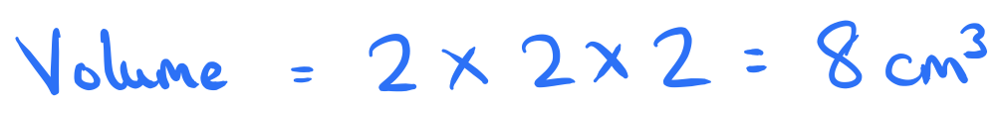 Volume = 2 × 2 × 2 = 8 cm³